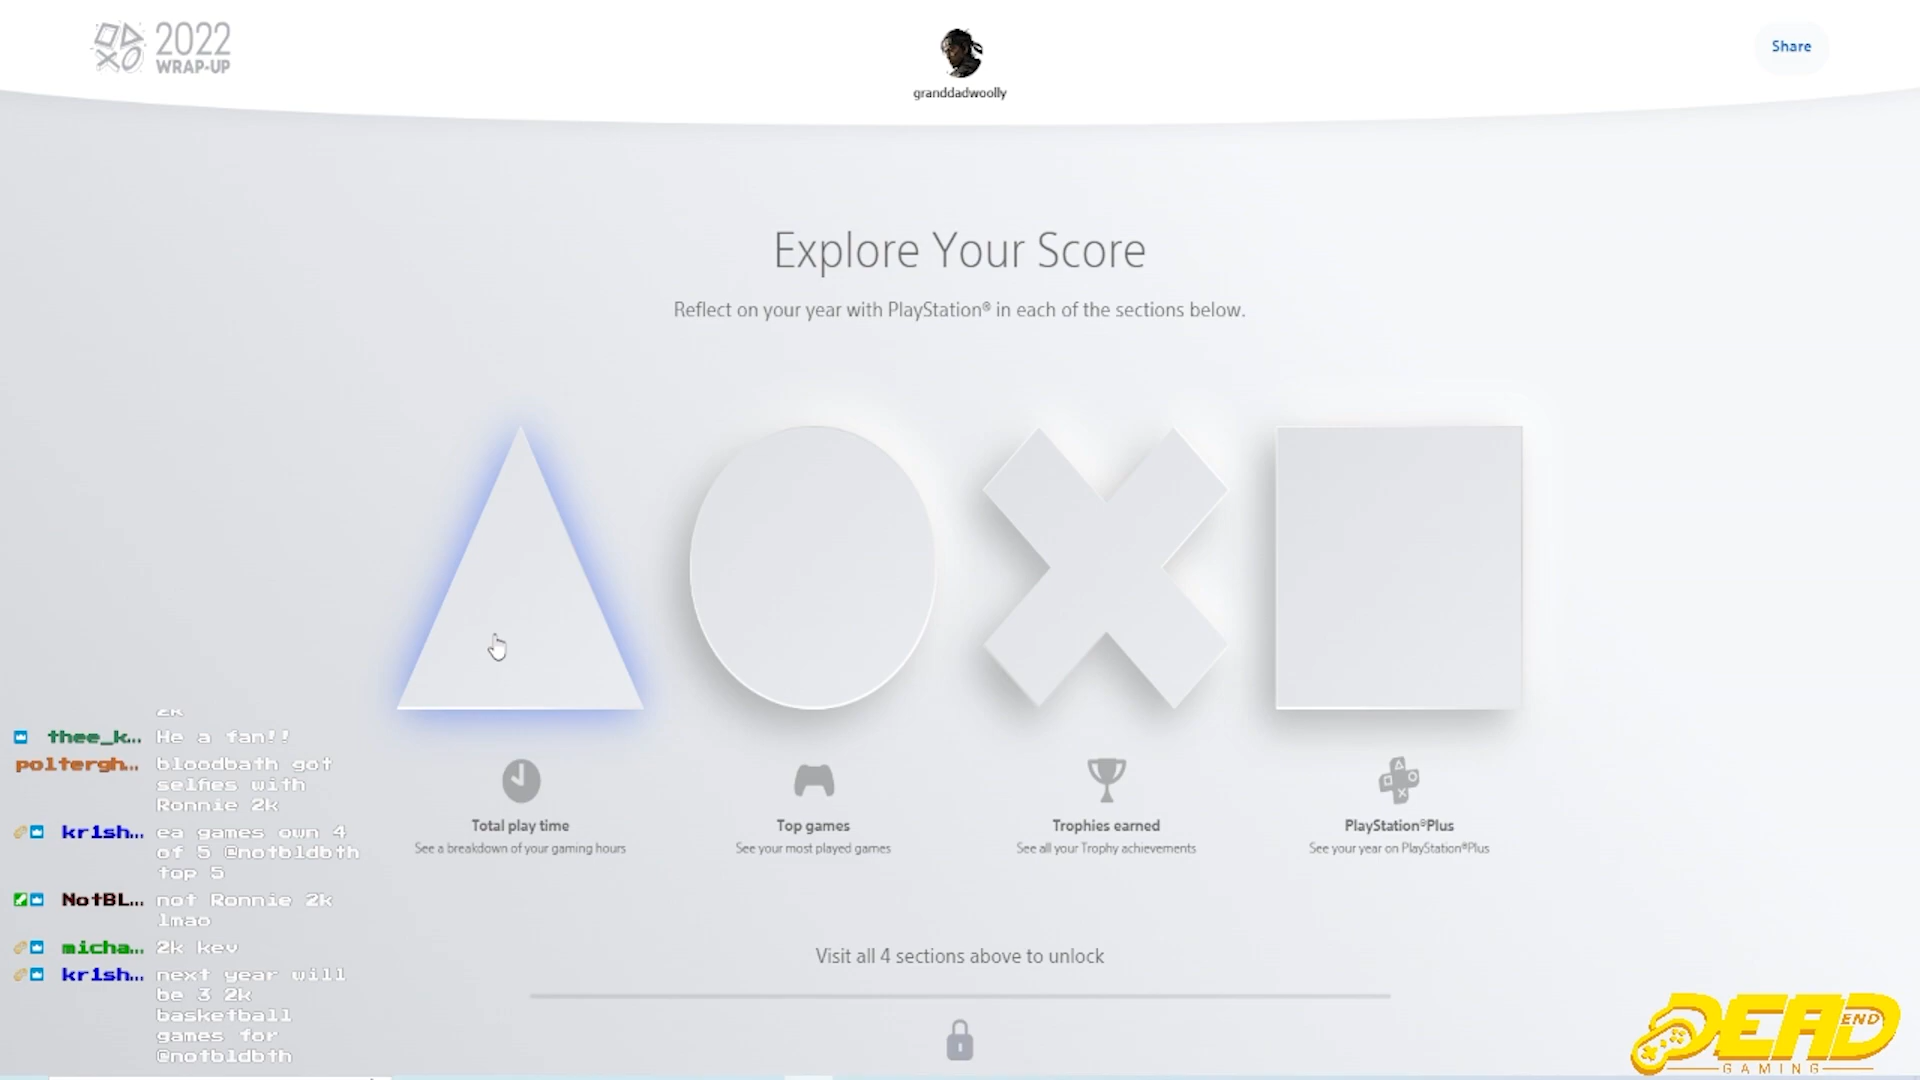 2022
WRAP-UP
granddadwoolly
Share
Explore Your Score
Reflect on your year with PlayStation® in each of the sections below.
Total play time
See a breakdown of your gaming hours
Top games
See your most played games
Trophies earned
See all your Trophy achievements
PlayStation®Plus
See your year on PlayStation®Plus
Visit all 4 sections above to unlock
2k
thee_k... He a fan!!
poltergh... bloodbath got
selfies with
Ronnie 2k
kr1sh... ea games own 4
of 5 @notbldbth
top 5
NotBL... not Ronnie 2k
lmao
micha... 2k kev
kr1sh... next year will
be 3 2k
basketball
games for
@notbldbth
DEAD
END
GAMING